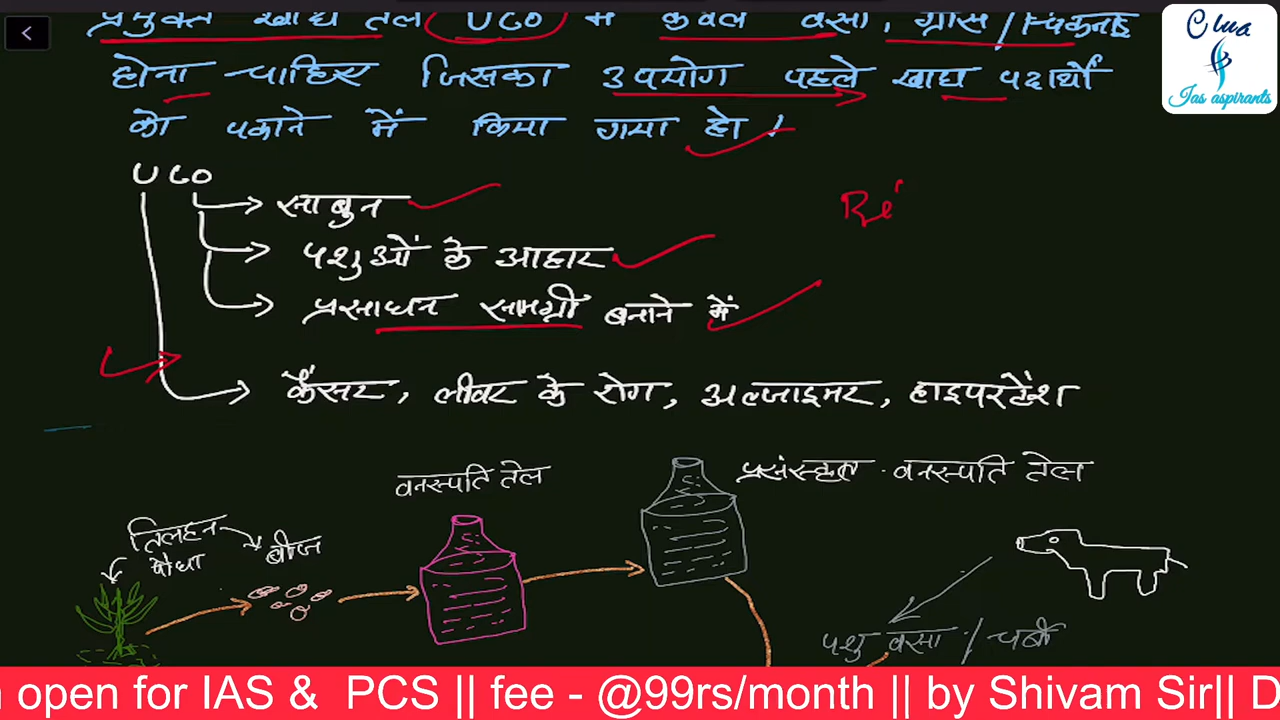 प्रयुक्त खाद्य तेल (UCO) में केवल वसा, ग्रीस/चिकनाई
होना चाहिए जिसका उपयोग पहले खाद्य पदार्थों
को पकाने में किया गया हो।
UCO
साबुन
पशुओं के आहार
प्रसाधन सामग्री बनाने में
कैंसर, लीवर के रोग, अल्जाइमर, हाइपरटेंश
वनस्पति तेल
प्रसंस्कृत वनस्पति तेल
तिलहन पौधा
बीज
पशु वसा / चर्बी
Ias aspirants
open for IAS & PCS || fee - @99rs/month || by Shivam Sir|| D